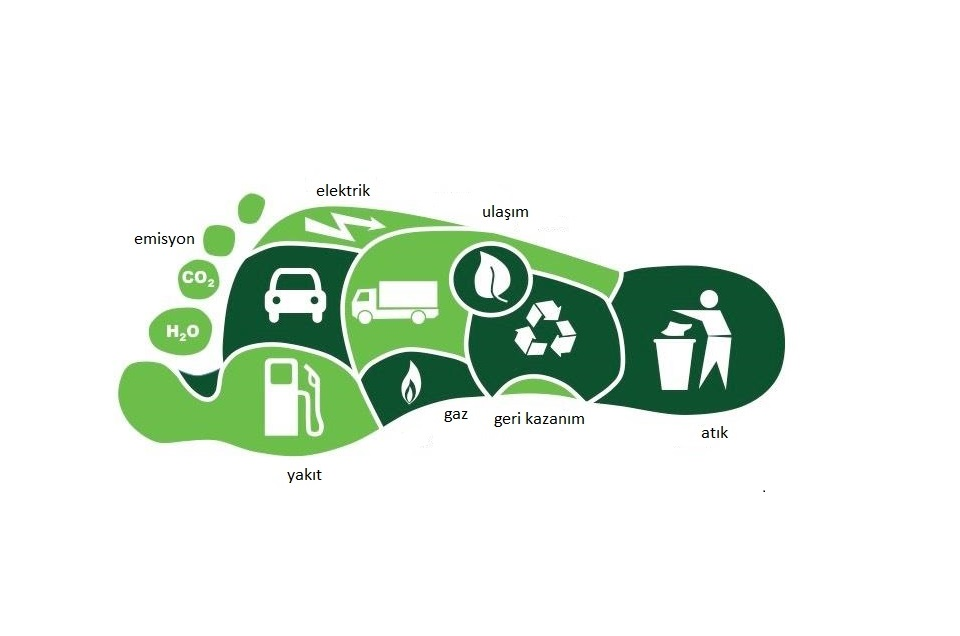 elektrik
ulaşım
emisyon
CO₂
H₂O
gaz
geri kazanım
atık
yakıt
.